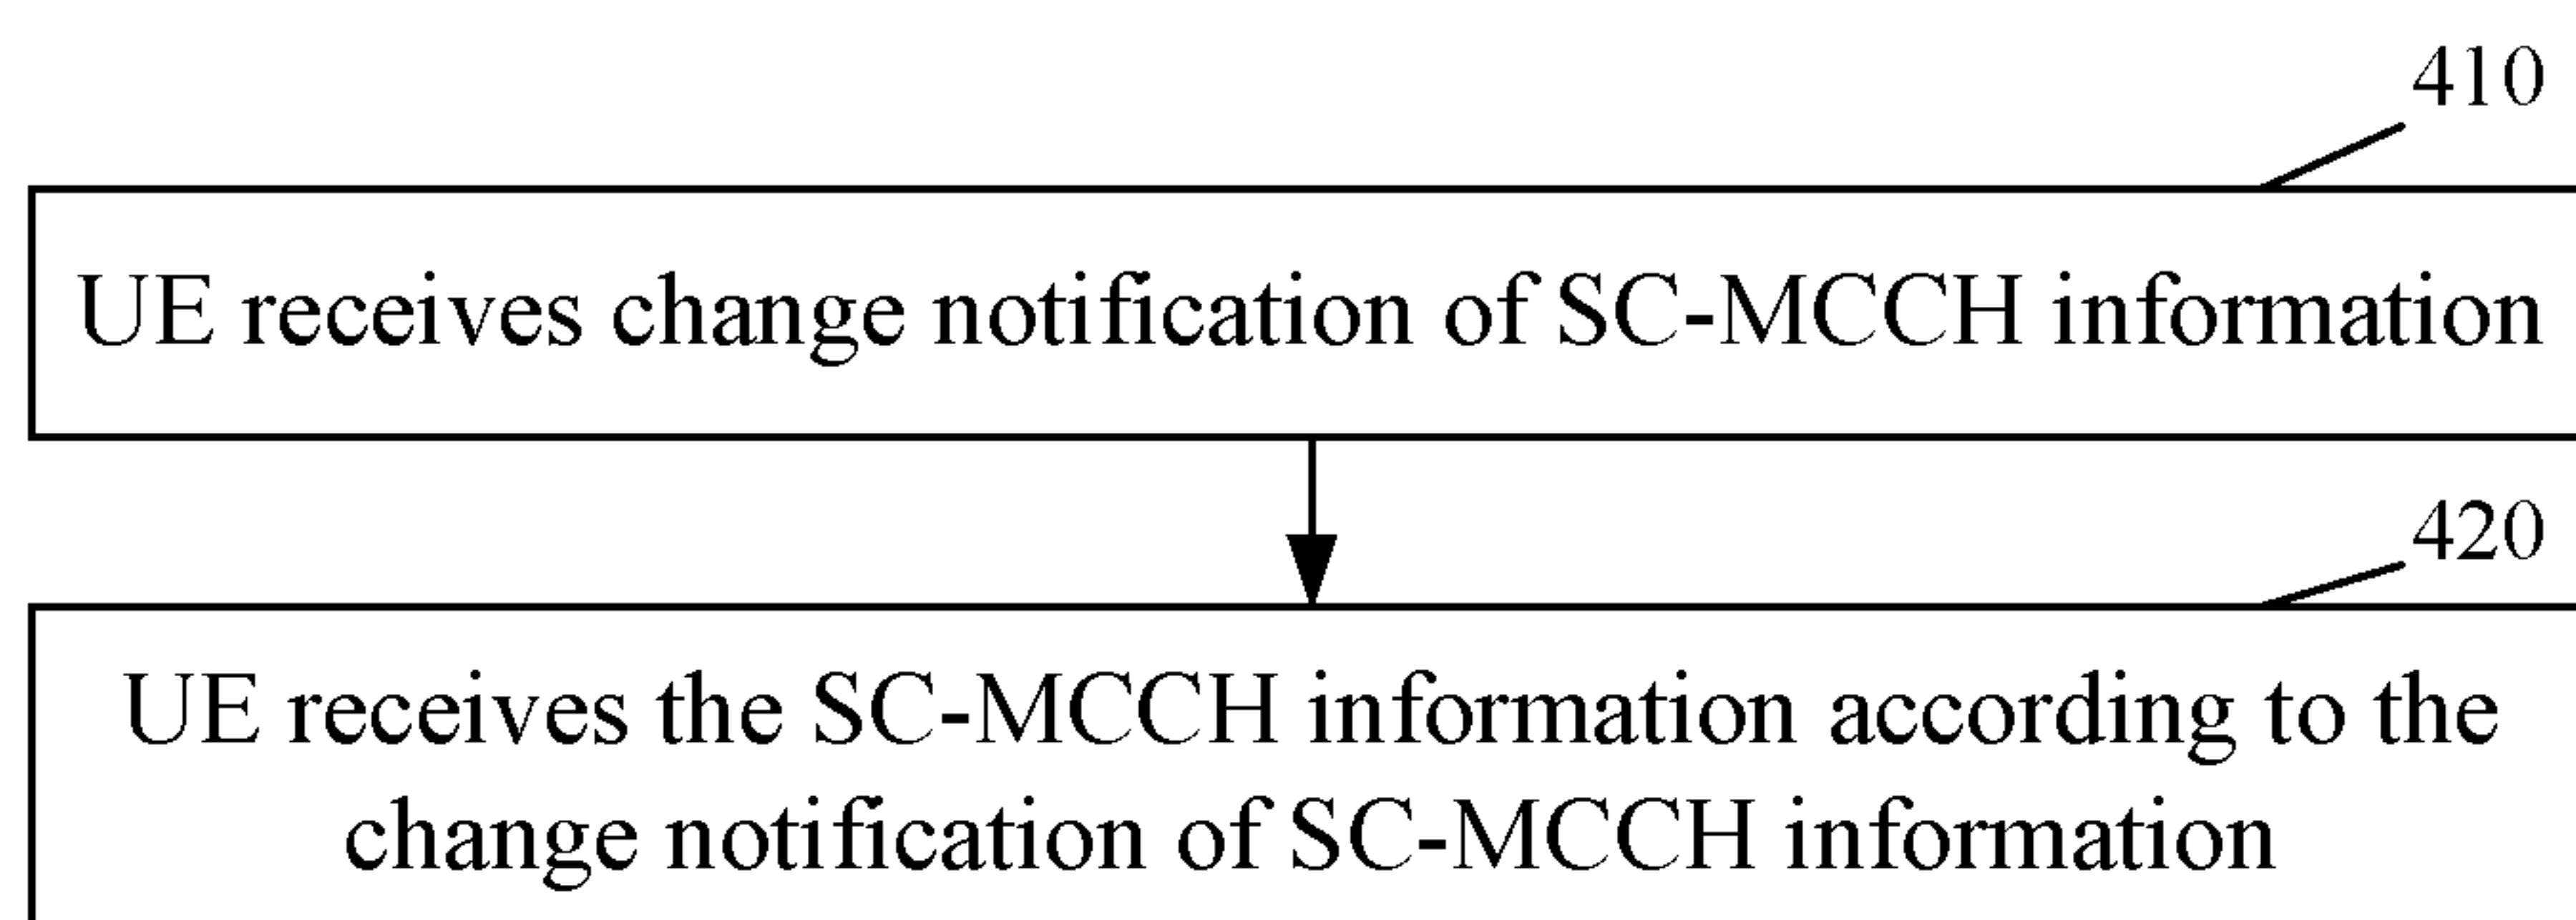 410
UE receives change notification of SC-MCCH information
420
UE receives the SC-MCCH information according to the
change notification of SC-MCCH information